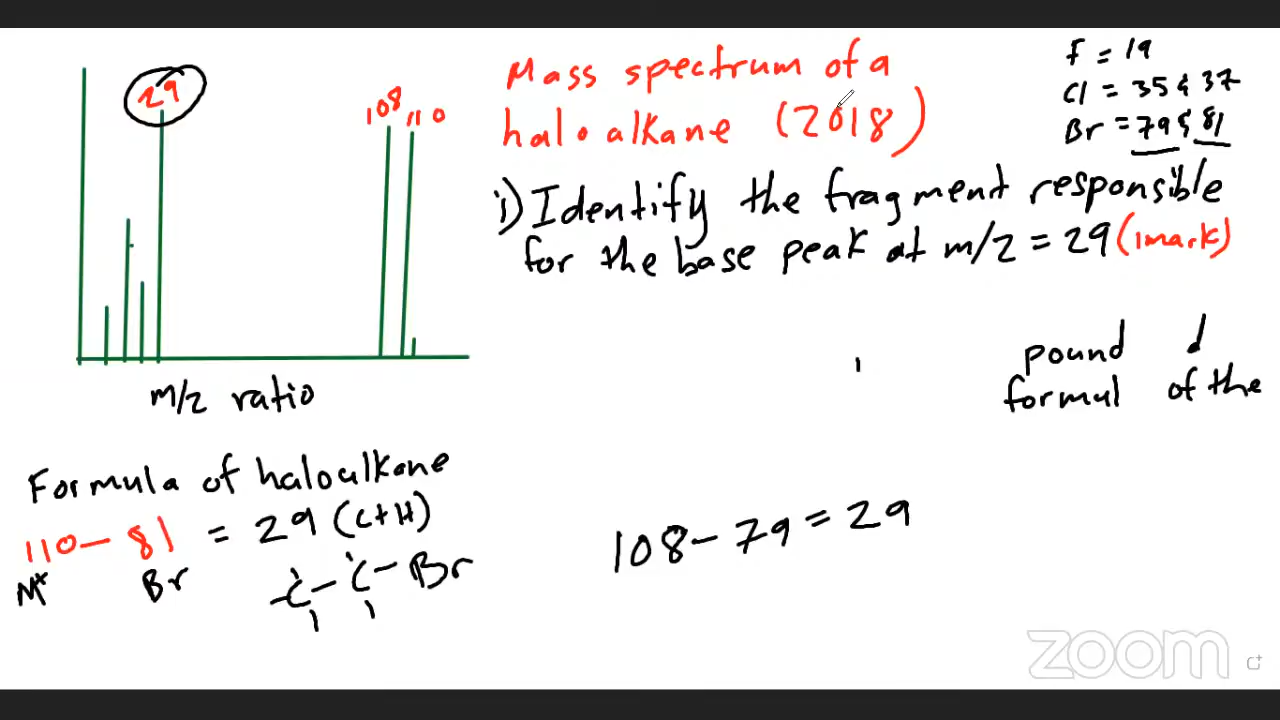 29
108
110
m/z ratio
Mass spectrum of a
haloalkane (2018)
F = 19
Cl = 35 & 37
Br = 79 & 81
i) Identify the fragment responsible
for the base peak at m/z = 29 (1mark)
pound d
formul of the
Formula of haloalkane
110 - 81 = 29 (C+H)
M+ Br
- C - C - Br
108 - 79 = 29
zoom